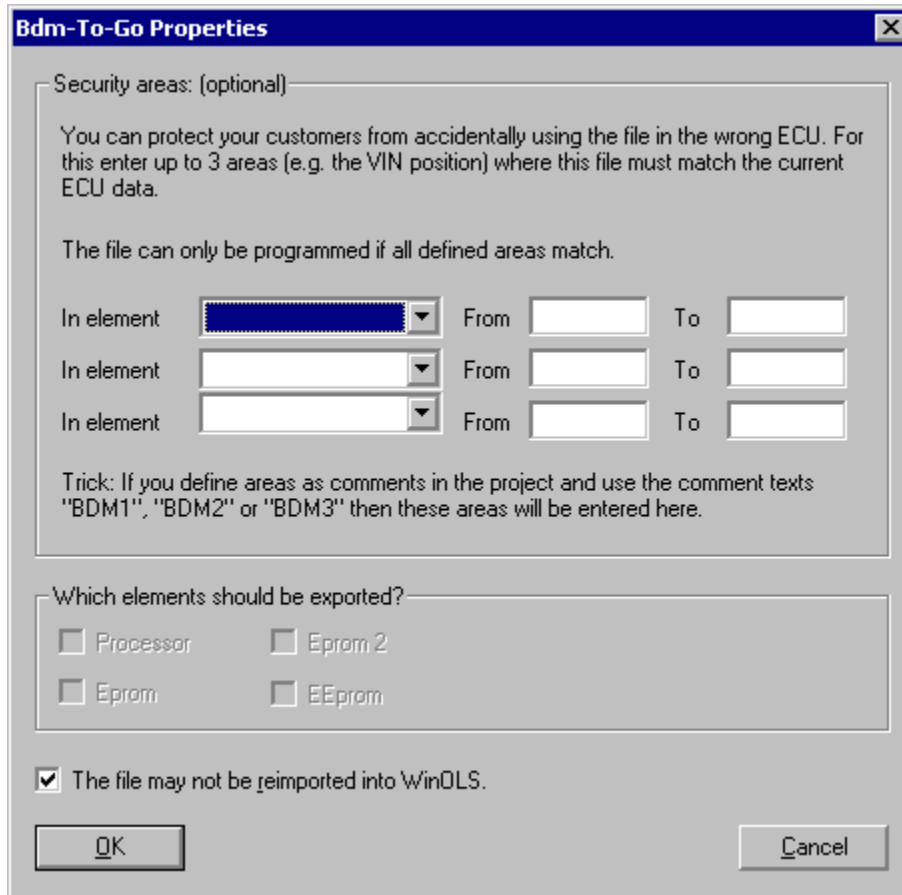 Bdm-To-Go Properties
Security areas: (optional)
You can protect your customers from accidentally using the file in the wrong ECU. For
this enter up to 3 areas (e.g. the VIN position) where this file must match the current
ECU data.
The file can only be programmed if all defined areas match.
In element From To
In element From To
In element From To
Trick: If you define areas as comments in the project and use the comment texts
"BDM1", "BDM2" or "BDM3" then these areas will be entered here.
Which elements should be exported?
Processor Eprom 2
Eprom EEprom
The file may not be reimported into WinOLS.
OK Cancel